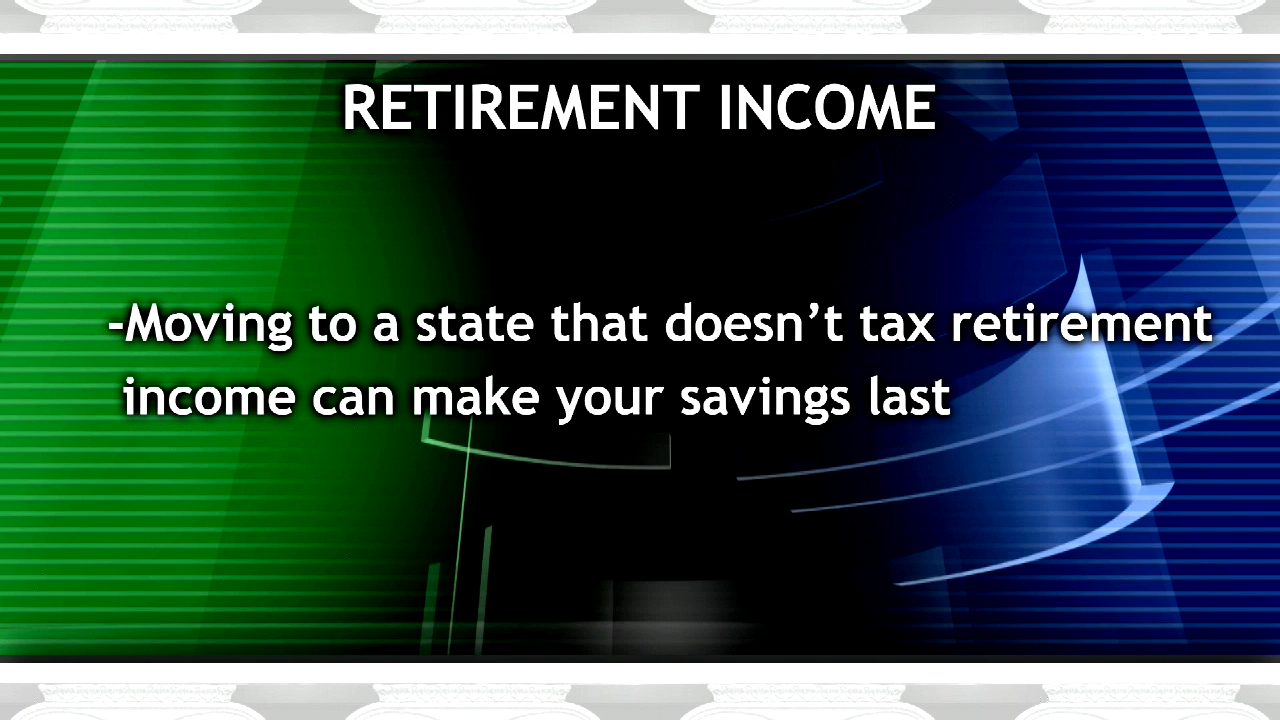 RETIREMENT INCOME
-Moving to a state that doesn’t tax retirement
income can make your savings last